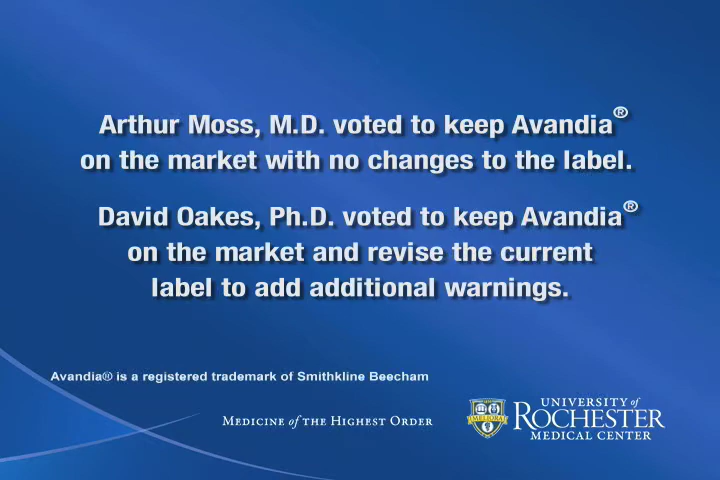 Arthur Moss, M.D. voted to keep Avandia®
on the market with no changes to the label.
David Oakes, Ph.D. voted to keep Avandia®
on the market and revise the current
label to add additional warnings.
Avandia® is a registered trademark of Smithkline Beecham
MEDICINE of THE HIGHEST ORDER
MELIORA
UNIVERSITY of
ROCHESTER
MEDICAL CENTER